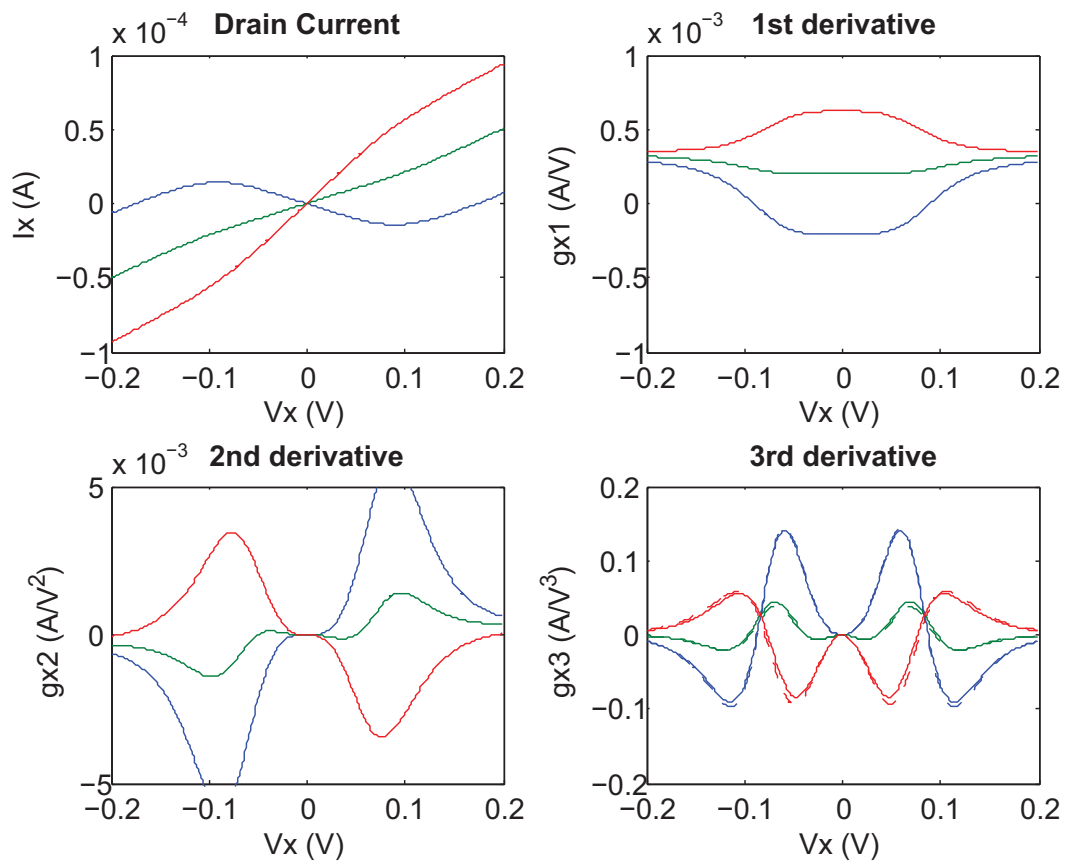 x 10⁻⁴ Drain Current
1
0.5
0
−0.5
−1
Ix (A)
−0.2 −0.1 0 0.1 0.2
Vx (V)
x 10⁻³ 1st derivative
1
0.5
0
−0.5
−1
gx1 (A/V)
−0.2 −0.1 0 0.1 0.2
Vx (V)
x 10⁻³ 2nd derivative
5
0
−5
gx2 (A/V²)
−0.2 −0.1 0 0.1 0.2
Vx (V)
3rd derivative
0.2
0.1
0
−0.1
−0.2
gx3 (A/V³)
−0.2 −0.1 0 0.1 0.2
Vx (V)